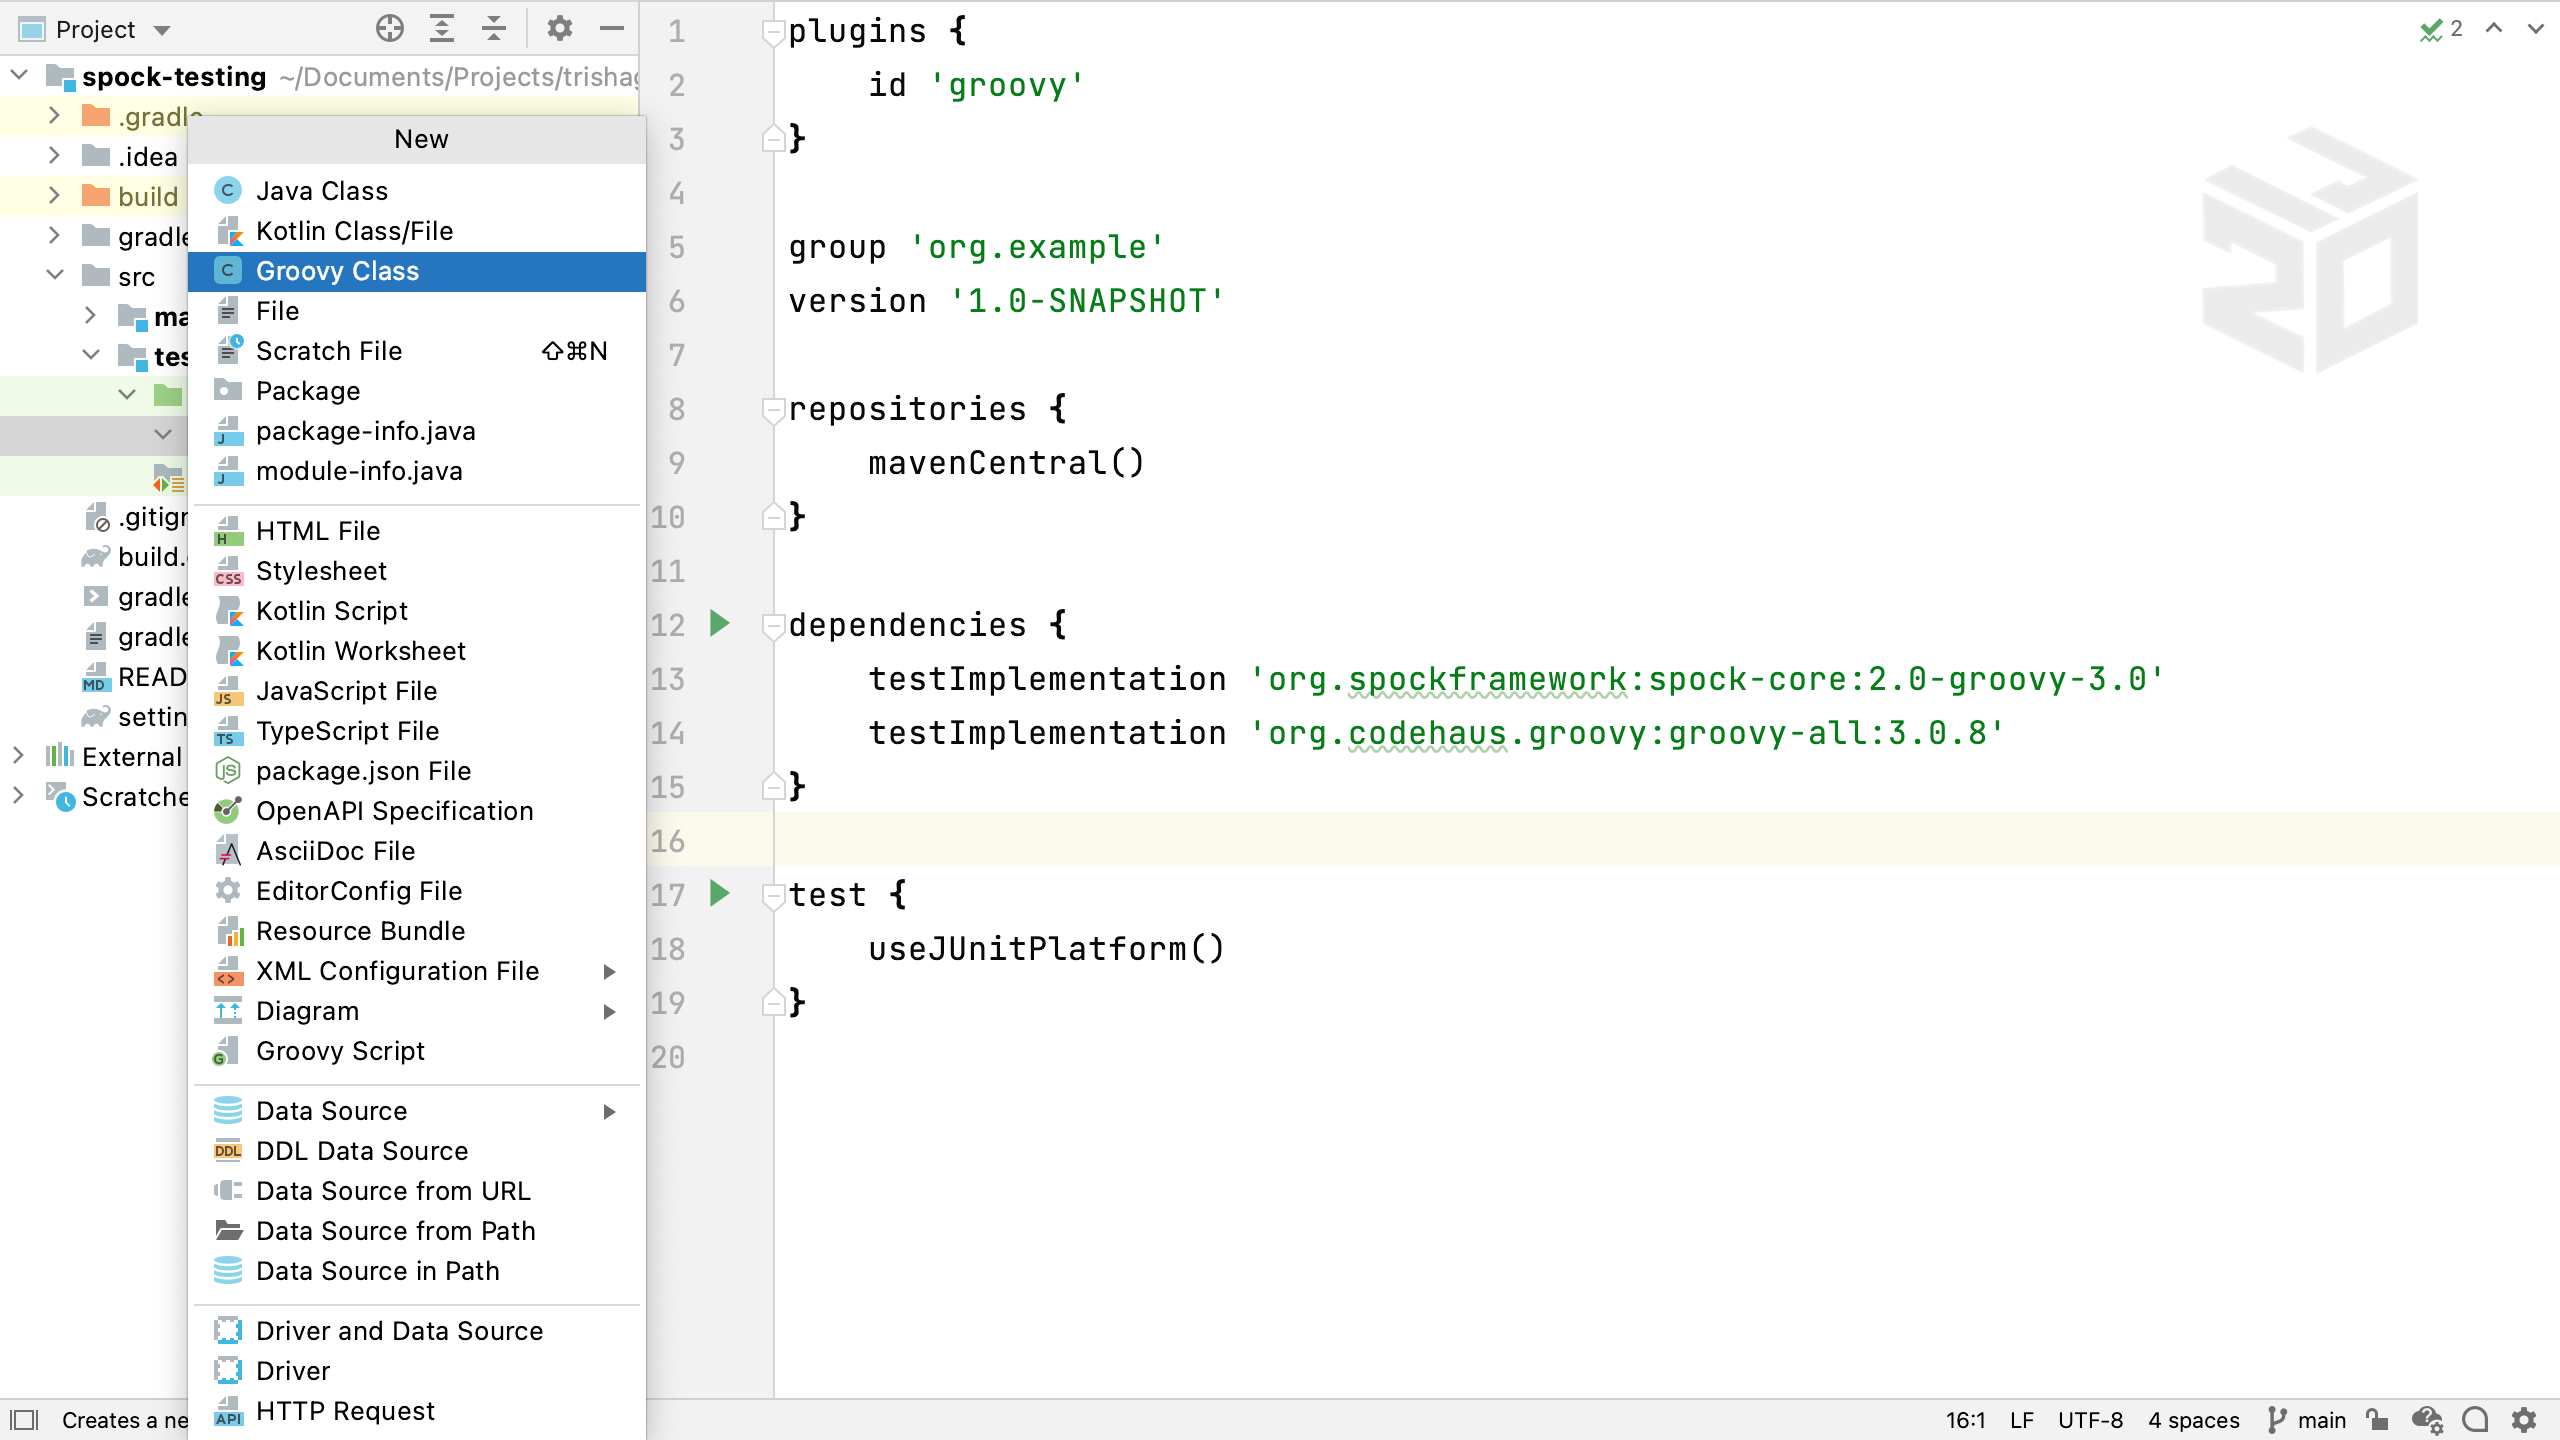 Project
spock-testing ~/Documents/Projects/trishag
.gradle
.idea
build
gradle
src
ma
tes
.gitign
build.
gradle
gradle
READ
settin
External
Scratche
New
Java Class
Kotlin Class/File
Groovy Class
File
Scratch File ⇧⌘N
Package
package-info.java
module-info.java
HTML File
Stylesheet
Kotlin Script
Kotlin Worksheet
JavaScript File
TypeScript File
package.json File
OpenAPI Specification
AsciiDoc File
EditorConfig File
Resource Bundle
XML Configuration File
Diagram
Groovy Script
Data Source
DDL Data Source
Data Source from URL
Data Source from Path
Data Source in Path
Driver and Data Source
Driver
HTTP Request
1 plugins {
2 id 'groovy'
3 }
4
5 group 'org.example'
6 version '1.0-SNAPSHOT'
7
8 repositories {
9 mavenCentral()
10 }
11
12 dependencies {
13 testImplementation 'org.spockframework:spock-core:2.0-groovy-3.0'
14 testImplementation 'org.codehaus.groovy:groovy-all:3.0.8'
15 }
16
17 test {
18 useJUnitPlatform()
19 }
20
2
IJ
20
Creates a ne
16:1 LF UTF-8 4 spaces main